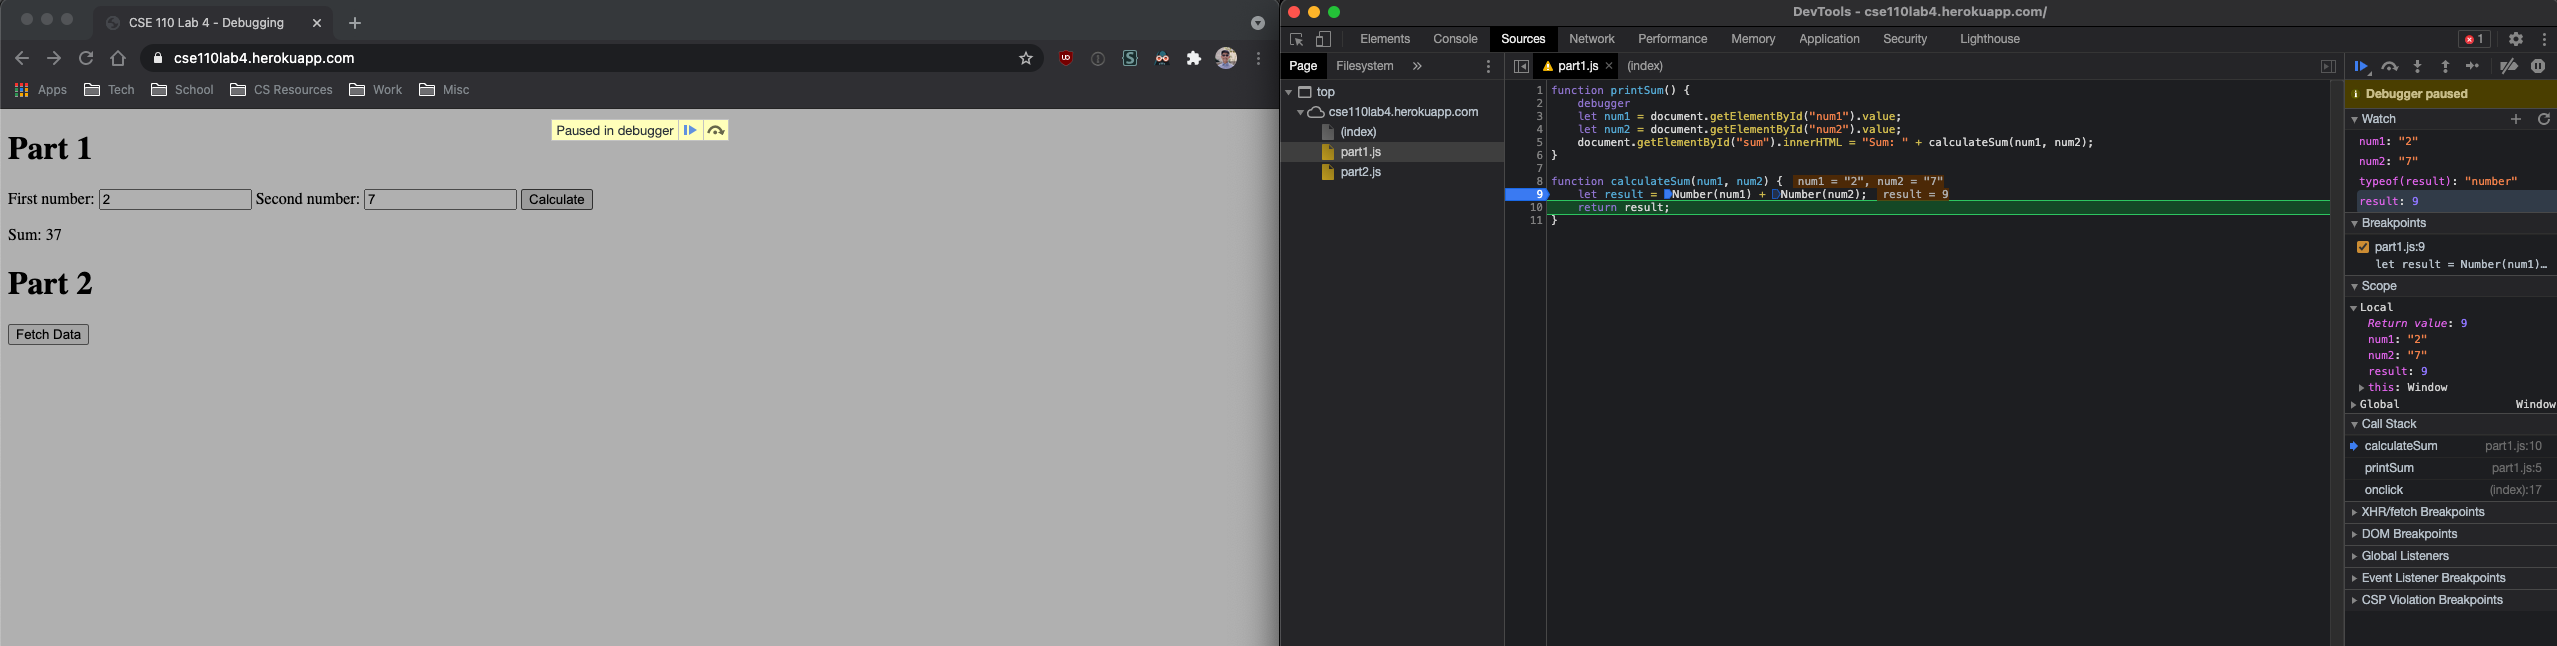 CSE 110 Lab 4 - Debugging
cse110lab4.herokuapp.com
Apps Tech School CS Resources Work Misc
Paused in debugger
Part 1
First number: 2 Second number: 7 Calculate
Sum: 37
Part 2
Fetch Data
DevTools - cse110lab4.herokuapp.com/
Elements Console Sources Network Performance Memory Application Security Lighthouse 1
Page Filesystem »
top
cse110lab4.herokuapp.com
(index)
part1.js
part2.js
part1.js × (index)
1 function printSum() {
2 debugger
3 let num1 = document.getElementById("num1").value;
4 let num2 = document.getElementById("num2").value;
5 document.getElementById("sum").innerHTML = "Sum: " + calculateSum(num1, num2);
6 }
7
8 function calculateSum(num1, num2) { num1 = "2", num2 = "7"
9 let result = Number(num1) + Number(num2); result = 9
10 return result;
11 }
Debugger paused
Watch
num1: "2"
num2: "7"
typeof(result): "number"
result: 9
Breakpoints
part1.js:9
let result = Number(num1)…
Scope
Local
Return value: 9
num1: "2"
num2: "7"
result: 9
this: Window
Global Window
Call Stack
calculateSum part1.js:10
printSum part1.js:5
onclick (index):17
XHR/fetch Breakpoints
DOM Breakpoints
Global Listeners
Event Listener Breakpoints
CSP Violation Breakpoints